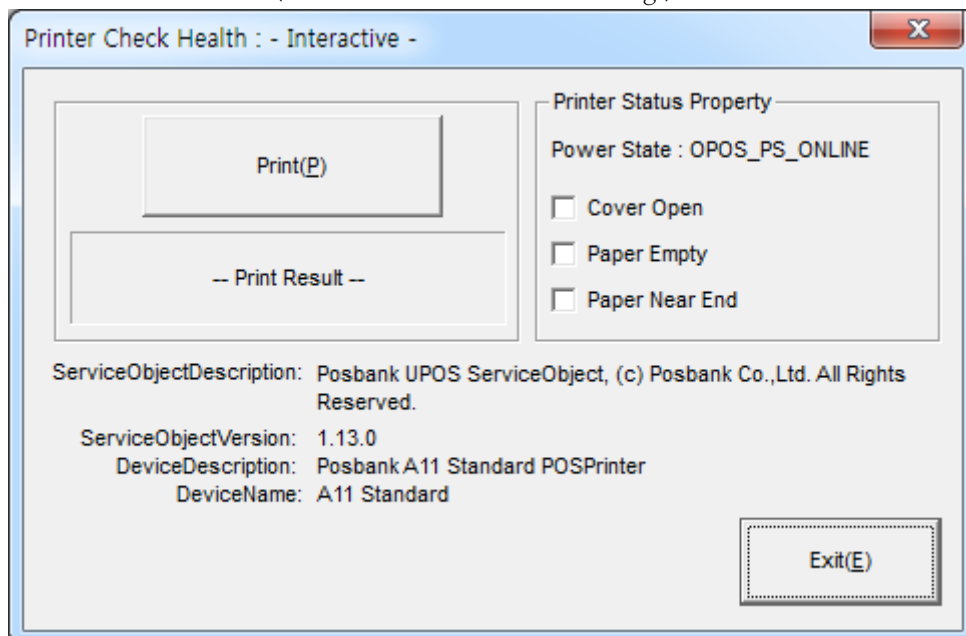 Printer Check Health : - Interactive -
Print(P)
-- Print Result --
Printer Status Property
Power State : OPOS_PS_ONLINE
Cover Open
Paper Empty
Paper Near End
ServiceObjectDescription: Posbank UPOS ServiceObject, (c) Posbank Co.,Ltd. All Rights
Reserved.
ServiceObjectVersion: 1.13.0
DeviceDescription: Posbank A11 Standard POSPrinter
DeviceName: A11 Standard
Exit(E)